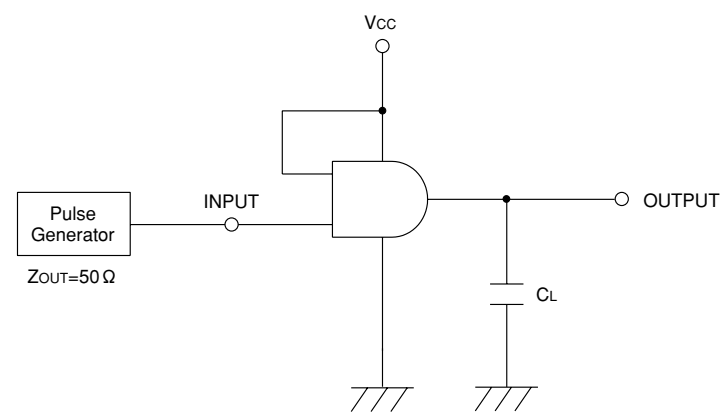 VCC
INPUT
Pulse
Generator
ZOUT=50Ω
OUTPUT
CL